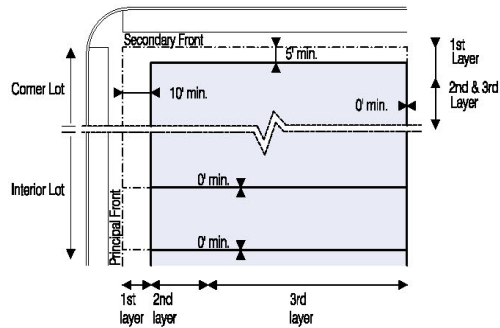 Secondary Front
5' min.
1st
Layer
Corner Lot
10' min.
0' min.
2nd & 3rd
Layer
Interior Lot
0' min.
Principal Front
0' min.
1st
layer
2nd
layer
3rd
layer